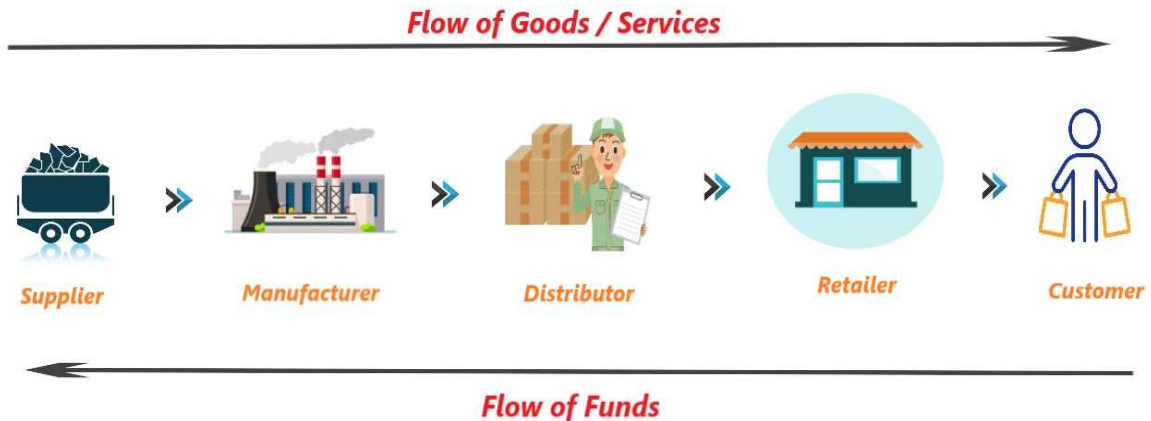 Flow of Goods / Services
Supplier
Manufacturer
Distributor
Retailer
Customer
Flow of Funds